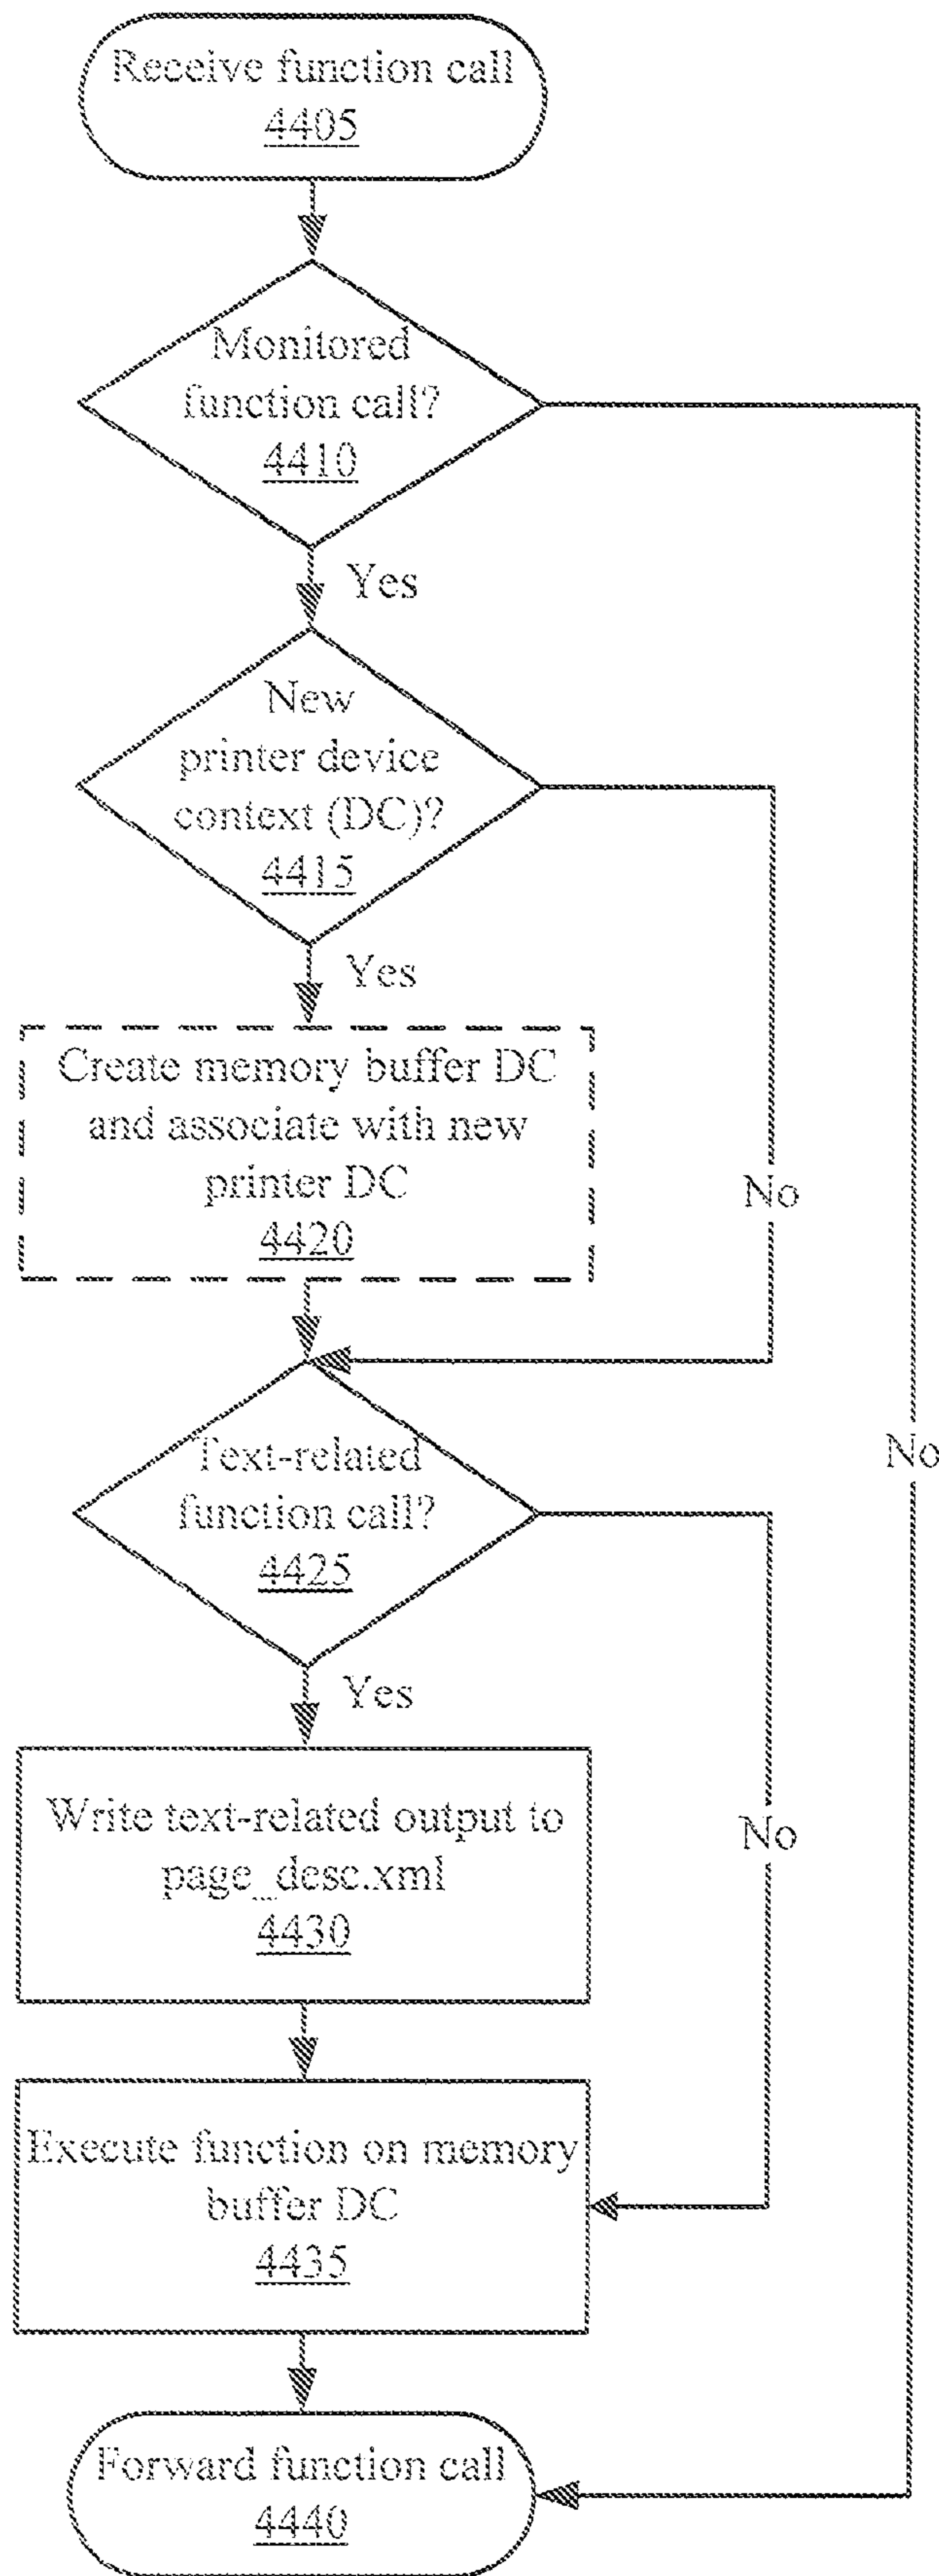 Receive function call
4405
Monitored
function call?
4410
Yes
New
printer device
context (DC)?
4415
Yes
Create memory buffer DC
and associate with new
printer DC
4420
No
Text-related
function call?
4425
No
Yes
Write text-related output to
page_desc.xml
4430
No
Execute function on memory
buffer DC
4435
Forward function call
4440